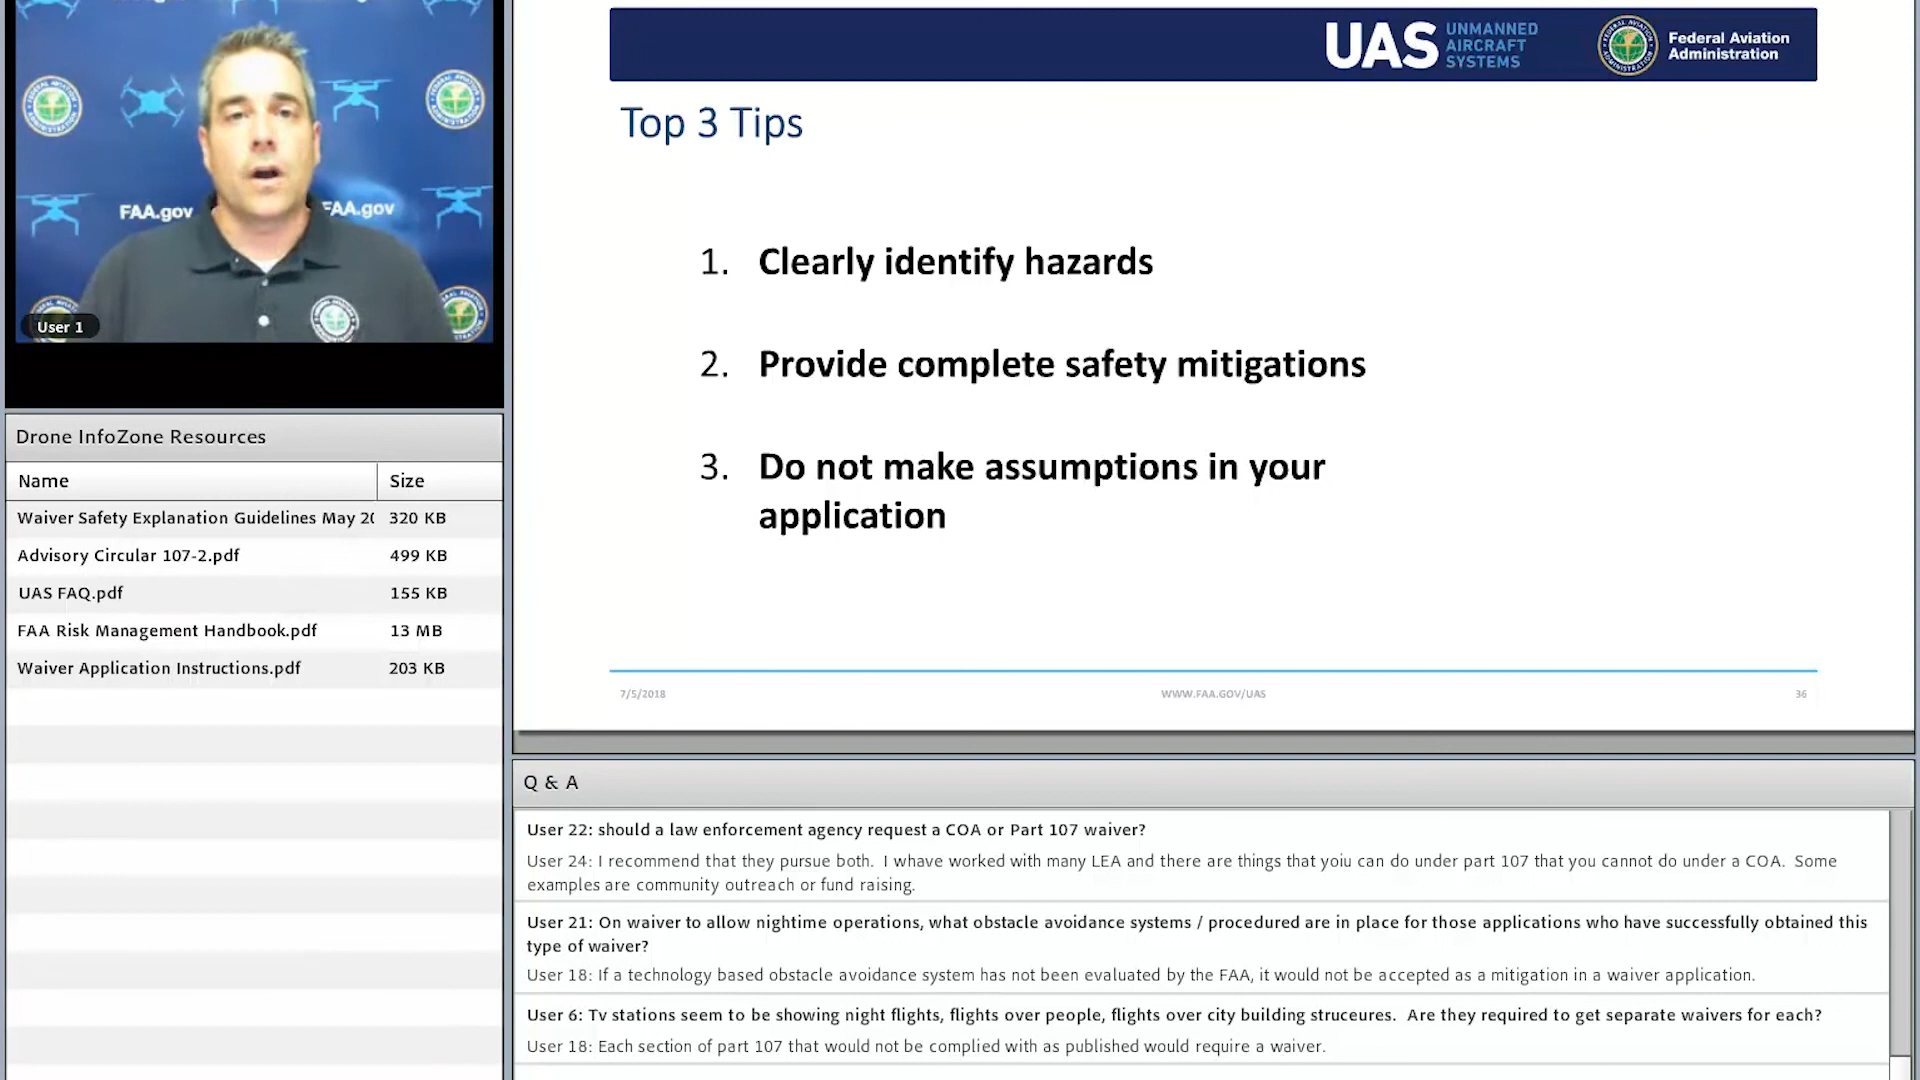 FAA.gov
FAA.gov
User 1
Drone InfoZone Resources
Name
Size
Waiver Safety Explanation Guidelines May 20
320 KB
Advisory Circular 107-2.pdf
499 KB
UAS FAQ.pdf
155 KB
FAA Risk Management Handbook.pdf
13 MB
Waiver Application Instructions.pdf
203 KB
UAS
UNMANNED
AIRCRAFT
SYSTEMS
Federal Aviation
Administration
Top 3 Tips
1. Clearly identify hazards
2. Provide complete safety mitigations
3. Do not make assumptions in your
application
7/5/2018
WWW.FAA.GOV/UAS
36
Q & A
User 22: should a law enforcement agency request a COA or Part 107 waiver?
User 24: I recommend that they pursue both.  I whave worked with many LEA and there are things that yoiu can do under part 107 that you cannot do under a COA.  Some
examples are community outreach or fund raising.
User 21: On waiver to allow nightime operations, what obstacle avoidance systems / procedured are in place for those applications who have successfully obtained this
type of waiver?
User 18: If a technology based obstacle avoidance system has not been evaluated by the FAA, it would not be accepted as a mitigation in a waiver application.
User 6: Tv stations seem to be showing night flights, flights over people, flights over city building struceures.  Are they required to get separate waivers for each?
User 18: Each section of part 107 that would not be complied with as published would require a waiver.